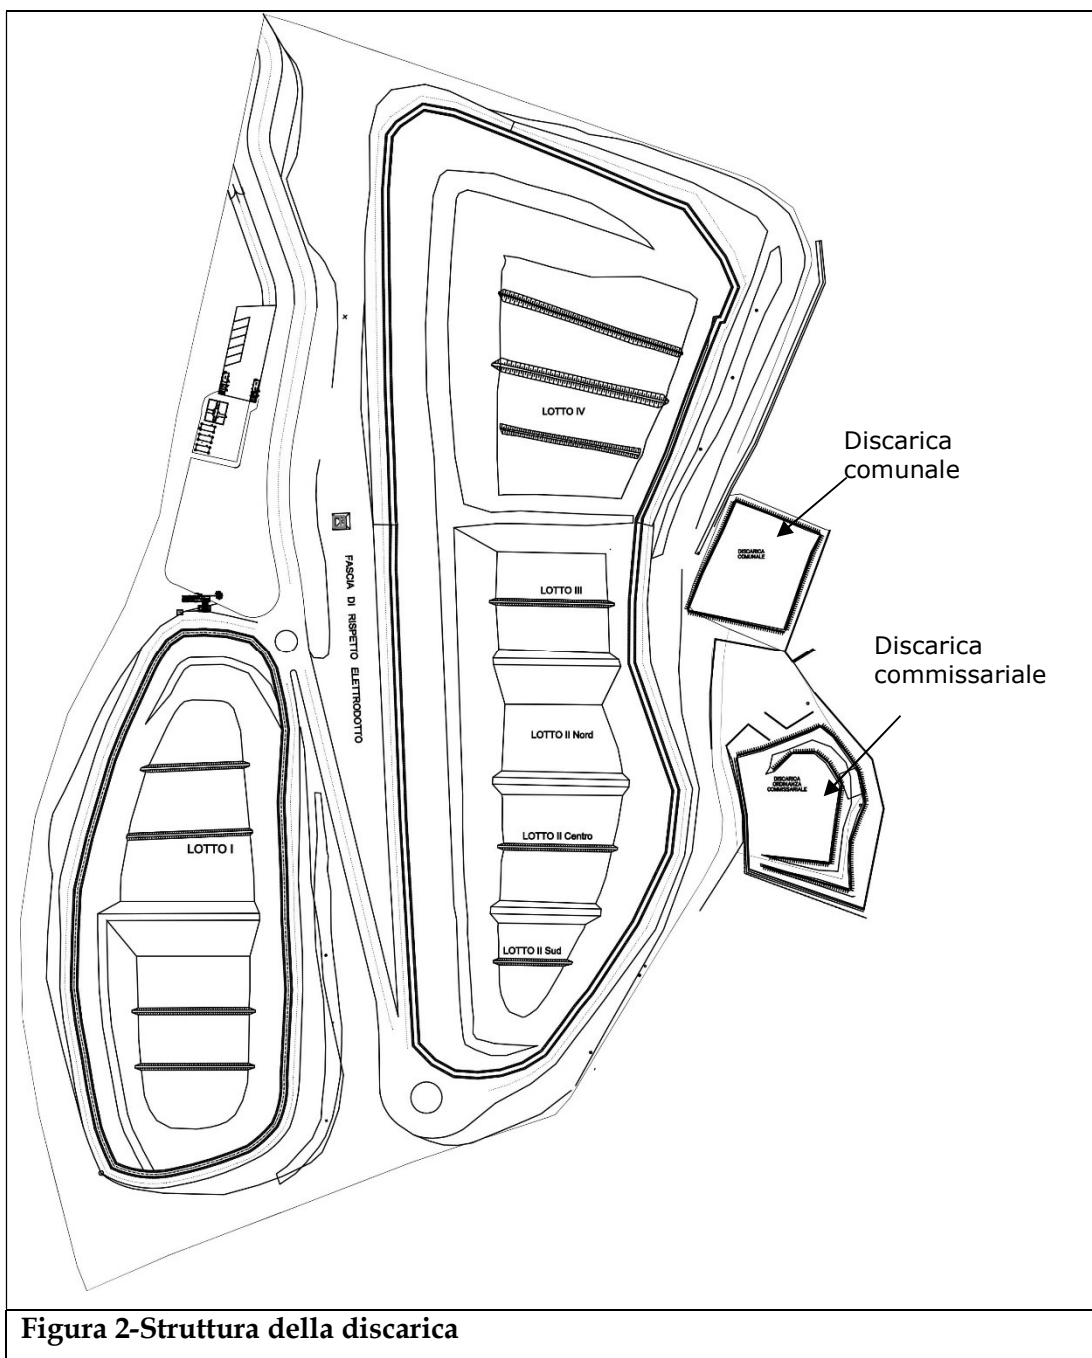 LOTTO IV
Discarica
comunale
DISCARICA
COMUNALE
FASCIA DI RISPETTO ELETTRODOTTO
LOTTO III
Discarica
commissariale
LOTTO II Nord
DISCARICA
ORDINANZA
COMMISSARIALE
LOTTO II Centro
LOTTO I
LOTTO II Sud
Figura 2-Struttura della discarica